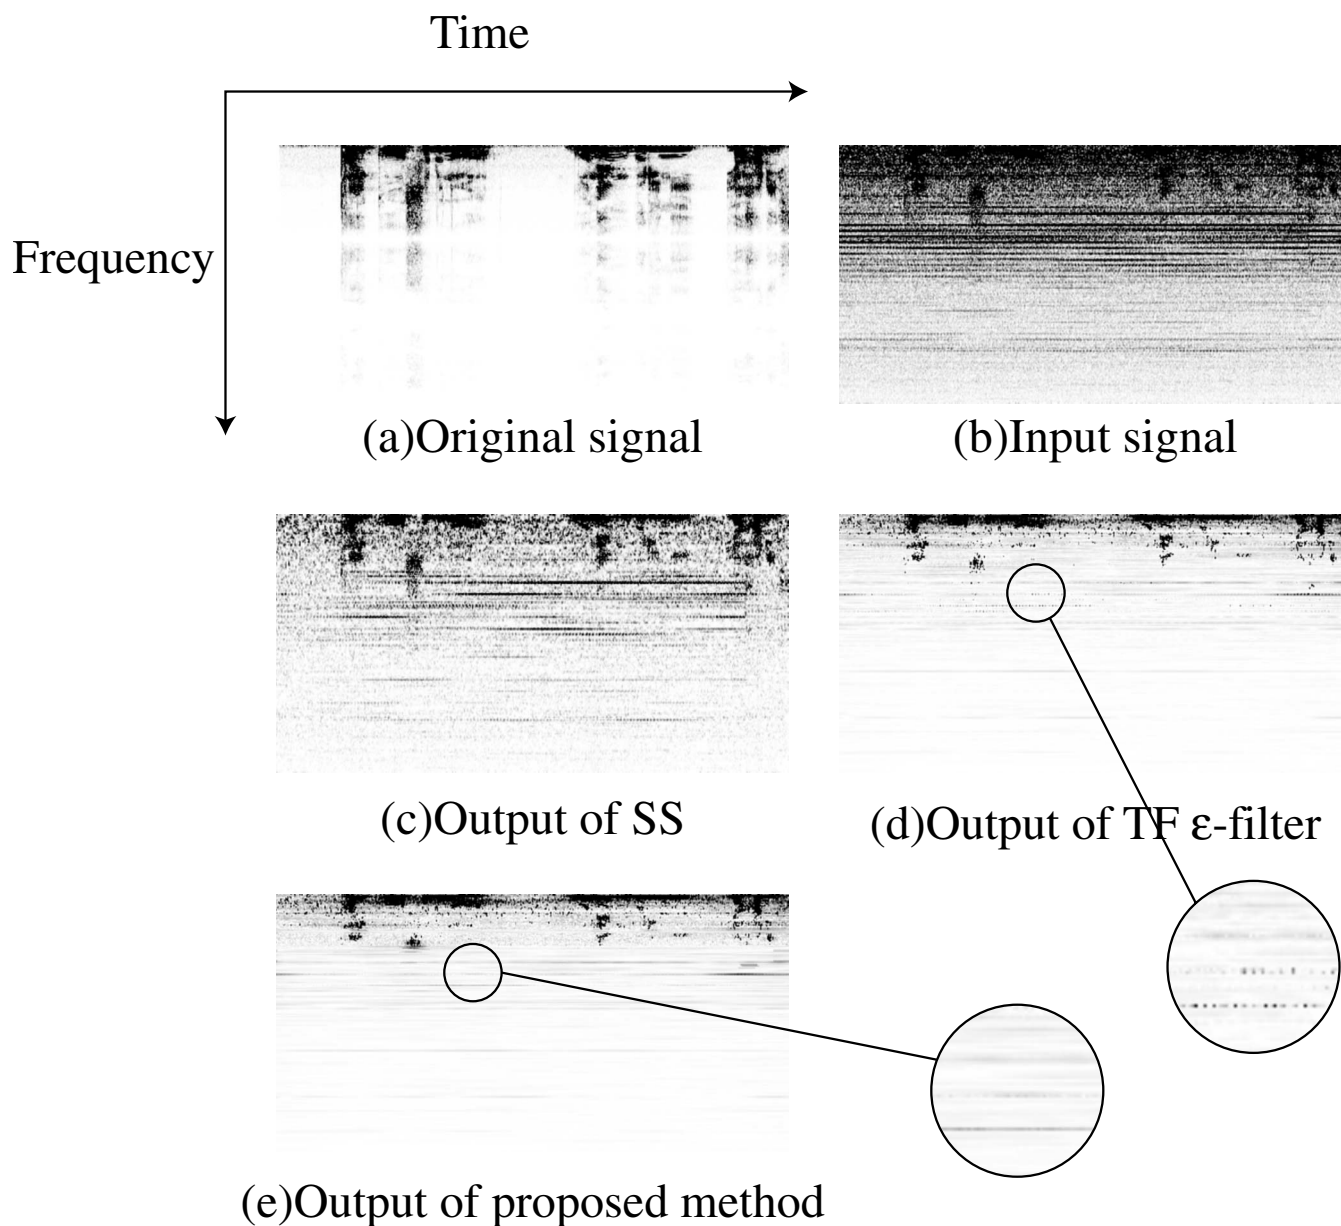 Time
Frequency
(a)Original signal
(b)Input signal
(c)Output of SS
(d)Output of TF ε-filter
(e)Output of proposed method